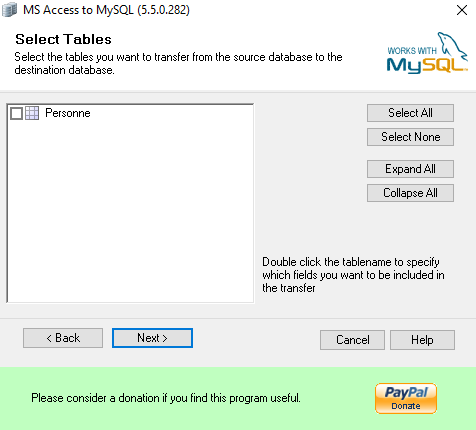 MS Access to MySQL (5.5.0.282)
Select Tables
Select the tables you want to transfer from the source database to the
destination database.
WORKS WITH
MySQL
Personne
Select All
Select None
Expand All
Collapse All
Double click the tablename to specify
which fields you want to be included in
the transfer
< Back
Next >
Cancel
Help
Please consider a donation if you find this program useful.
PayPal
Donate